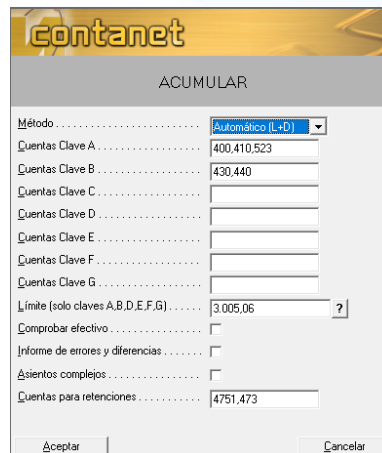 contanet
ACUMULAR
Método . . . . . . . . . . . . . . . . . . . . . . . . Automático (L+D)
Cuentas Clave A . . . . . . . . . . . . . . . . . . 400,410,523
Cuentas Clave B . . . . . . . . . . . . . . . . . . 430,440
Cuentas Clave C . . . . . . . . . . . . . . . . . .
Cuentas Clave D . . . . . . . . . . . . . . . . . .
Cuentas Clave E . . . . . . . . . . . . . . . . . .
Cuentas Clave F . . . . . . . . . . . . . . . . . .
Cuentas Clave G . . . . . . . . . . . . . . . . . .
Límite (solo claves A,B,D,E,F,G) . . . . . . 3.005,06 ?
Comprobar efectivo . . . . . . . . . . . . . . .
Informe de errores y diferencias . . . . . . .
Asientos complejos . . . . . . . . . . . . . . . .
Cuentas para retenciones . . . . . . . . . . . 4751,473
Aceptar Cancelar